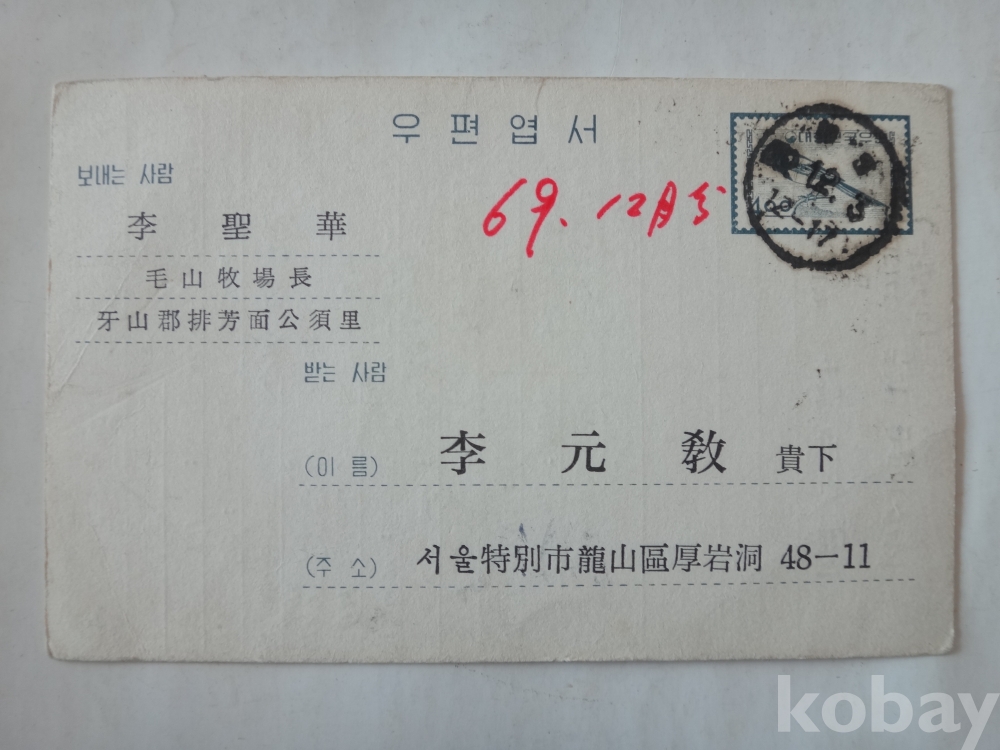 우편엽서
보내는 사람
李聖華
毛山牧場長
牙山郡排芳面公須里
69. 12月分
받는 사람
(이 름) 李元敎 貴下
(주 소) 서울特別市龍山區厚岩洞 48-11
kobay